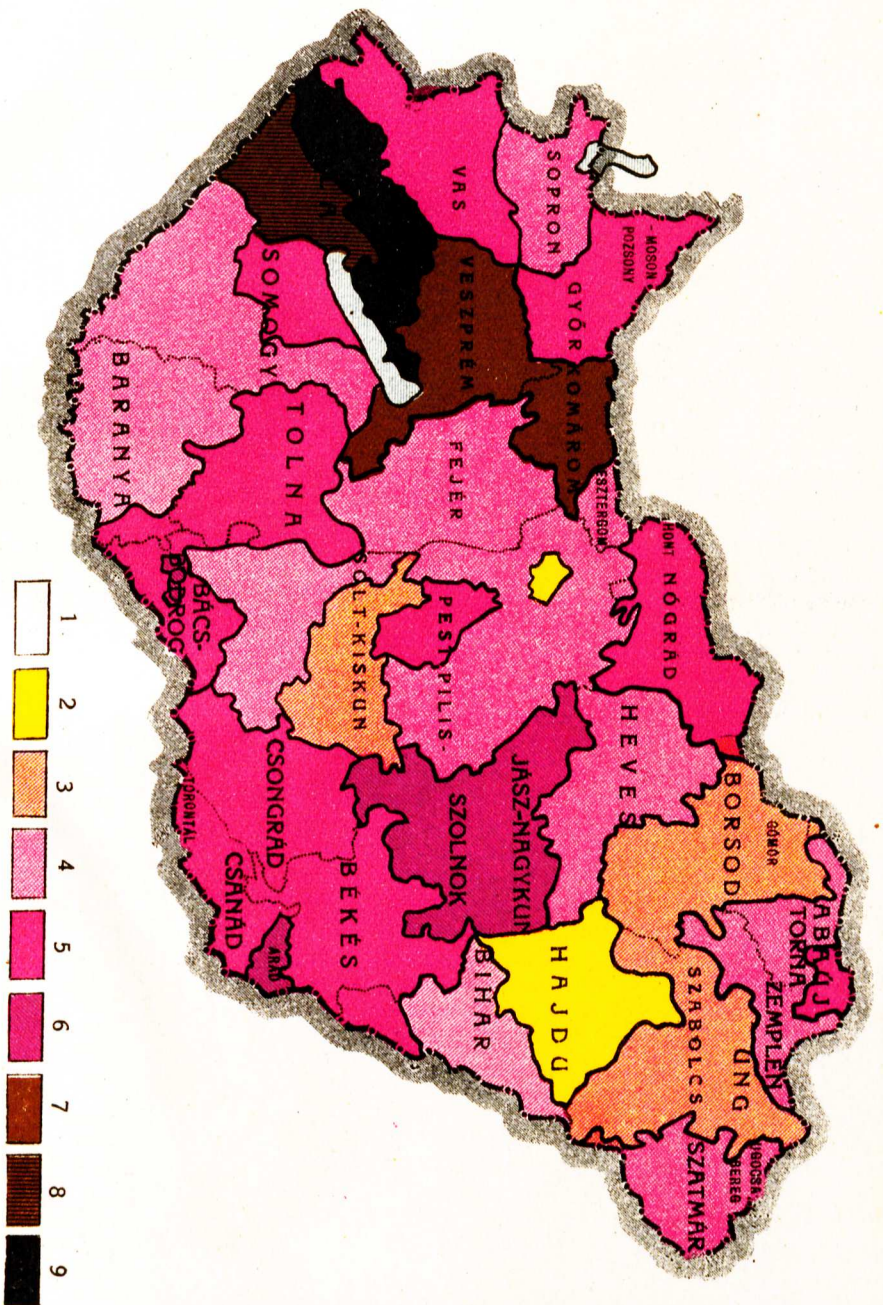 SOPRON
- MOSON
POZSONY
GYŐR
VAS
VESZPRÉM
KOMÁROM
ESZTERGOM
HONT
NÓGRÁD
SOMOGY
BARANYA
TOLNA
FEJÉR
PEST-PILIS-
SOLT-KISKUN
BÁCS-
BODROG
HEVES
BORSOD
GÖMÖR
ABAÚJ
TORNA
ZEMPLÉN
UNG
SZABOLCS
SZATMÁR
BEREG
HAJDU
BIHAR
JÁSZ-NAGYKUN
SZOLNOK
CSONGRÁD
TORONTÁL
CSANÁD
ARAD
BÉKÉS
1
2
3
4
5
6
7
8
9